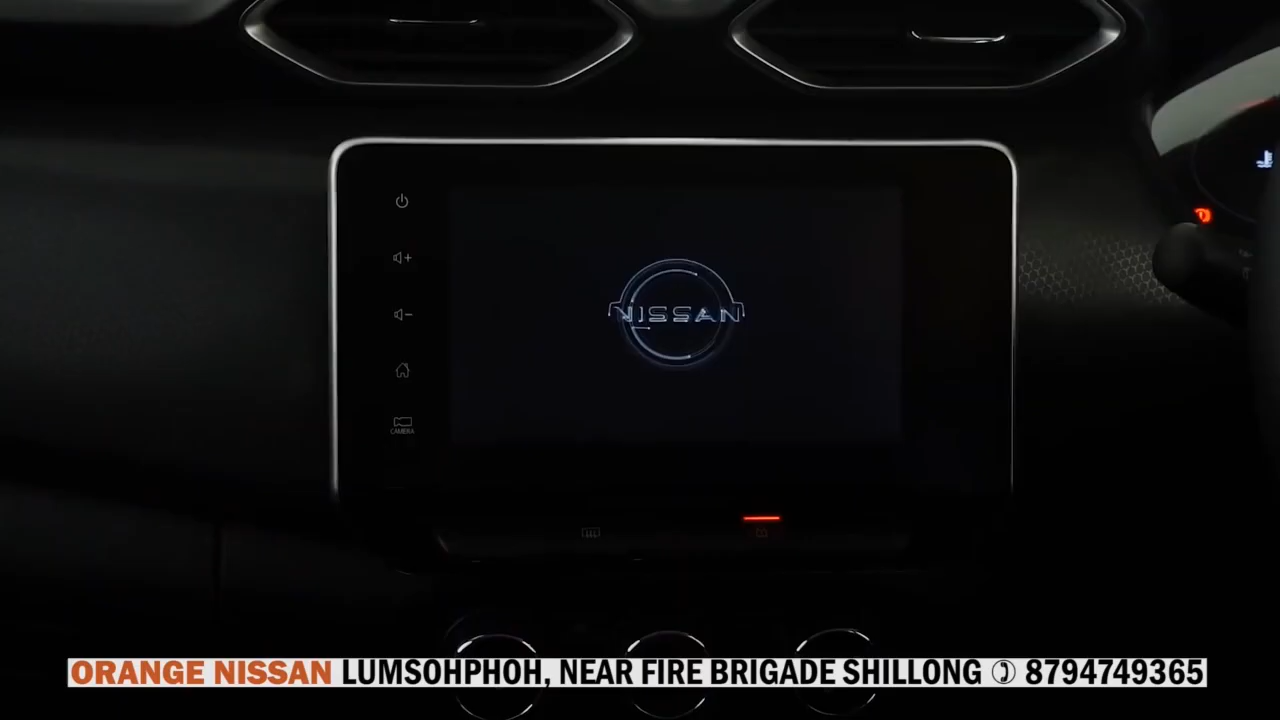 NISSAN
CAMERA
ORANGE NISSAN LUMSOHPHOH, NEAR FIRE BRIGADE SHILLONG ✆ 8794749365